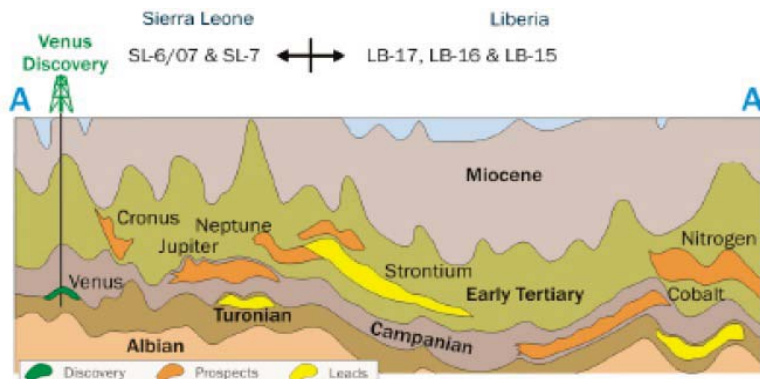 Sierra Leone Liberia
Venus
Discovery
SL-6/07 & SL-7 LB-17, LB-16 & LB-15
A A
Miocene
Cronus
Neptune
Jupiter
Nitrogen
Strontium
Venus
Early Tertiary
Cobalt
Turonian
Campanian
Albian
Discovery Prospects Leads